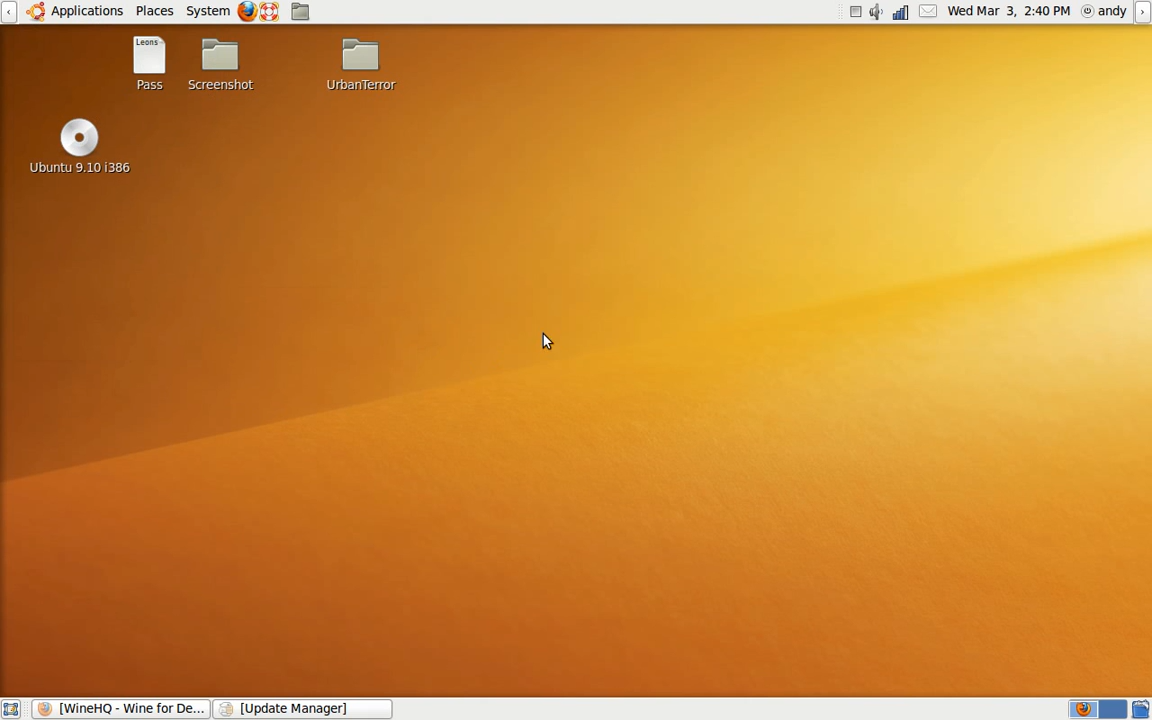 Applications Places System Wed Mar 3, 2:40 PM andy
Leons
Pass Screenshot UrbanTerror
Ubuntu 9.10 i386
[WineHQ - Wine for De... [Update Manager]